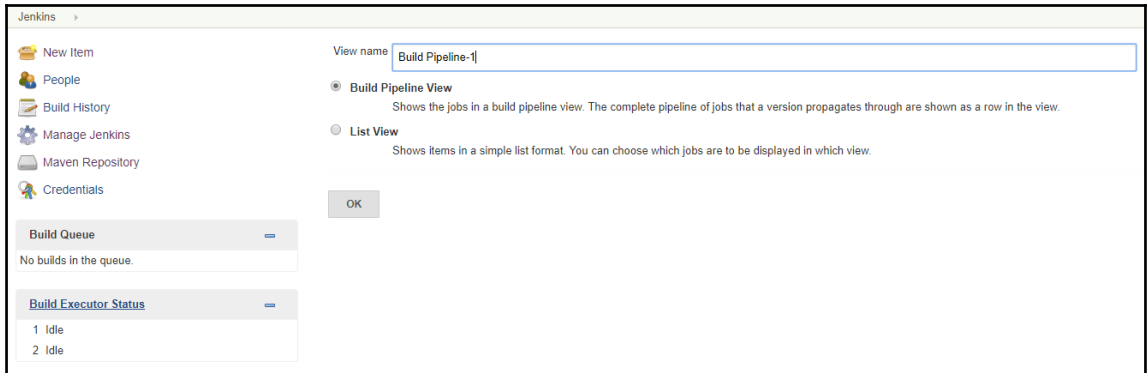 Jenkins
New Item
People
Build History
Manage Jenkins
Maven Repository
Credentials
Build Queue
No builds in the queue.
Build Executor Status
1 Idle
2 Idle
View name
Build Pipeline-1
Build Pipeline View
Shows the jobs in a build pipeline view. The complete pipeline of jobs that a version propagates through are shown as a row in the view.
List View
Shows items in a simple list format. You can choose which jobs are to be displayed in which view.
OK